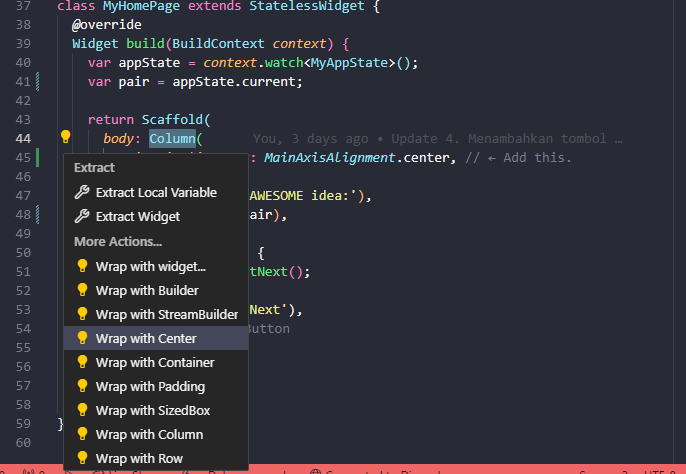 37 class MyHomePage extends StatelessWidget {
38 @override
39 Widget build(BuildContext context) {
40 var appState = context.watch<MyAppState>();
41 var pair = appState.current;
42
43 return Scaffold(
44 body: Column( You, 3 days ago • Update 4. Menambahkan tombol …
45 : MainAxisAlignment.center, // ← Add this.
Extract
Extract Local Variable
47 AWESOME idea:'),
48 air),
Extract Widget
More Actions...
50 {
51 tNext();
Wrap with widget...
Wrap with Builder
53 Next'),
Wrap with StreamBuilder
54 Button
Wrap with Center
55
56
Wrap with Container
57
Wrap with Padding
58
Wrap with SizedBox
59 }
Wrap with Column
60
Wrap with Row